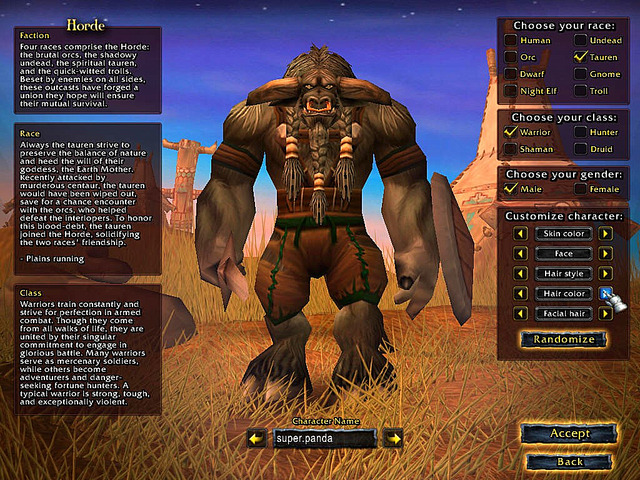 Horde
Faction
Four races comprise the Horde:
the brutal orcs, the shadowy
undead, the spiritual tauren,
and the quick-witted trolls.
Beset by enemies on all sides,
these outcasts have forged a
union they hope will ensure
their mutual survival.
Race
Always the tauren strive to
preserve the balance of nature
and heed the will of their
goddess, the Earth Mother.
Recently attacked by
murderous centaur, the tauren
would have been wiped out,
save for a chance encounter
with the orcs, who helped
defeat the interlopers. To honor
this blood-debt, the tauren
joined the Horde, solidifying
the two races' friendship.
- Plains running
Class
Warriors train constantly and
strive for perfection in armed
combat. Though they come
from all walks of life, they are
united by their singular
commitment to engage in
glorious battle. Many warriors
serve as mercenary soldiers,
while others become
adventurers and danger-
seeking fortune hunters. A
typical warrior is strong, tough,
and exceptionally violent.
Character Name
super.panda
Choose your race:
Human Undead
Orc Tauren
Dwarf Gnome
Night Elf Troll
Choose your class:
Warrior Hunter
Shaman Druid
Choose your gender:
Male Female
Customize character:
Skin color
Face
Hair style
Hair color
Facial hair
Randomize
Accept
Back